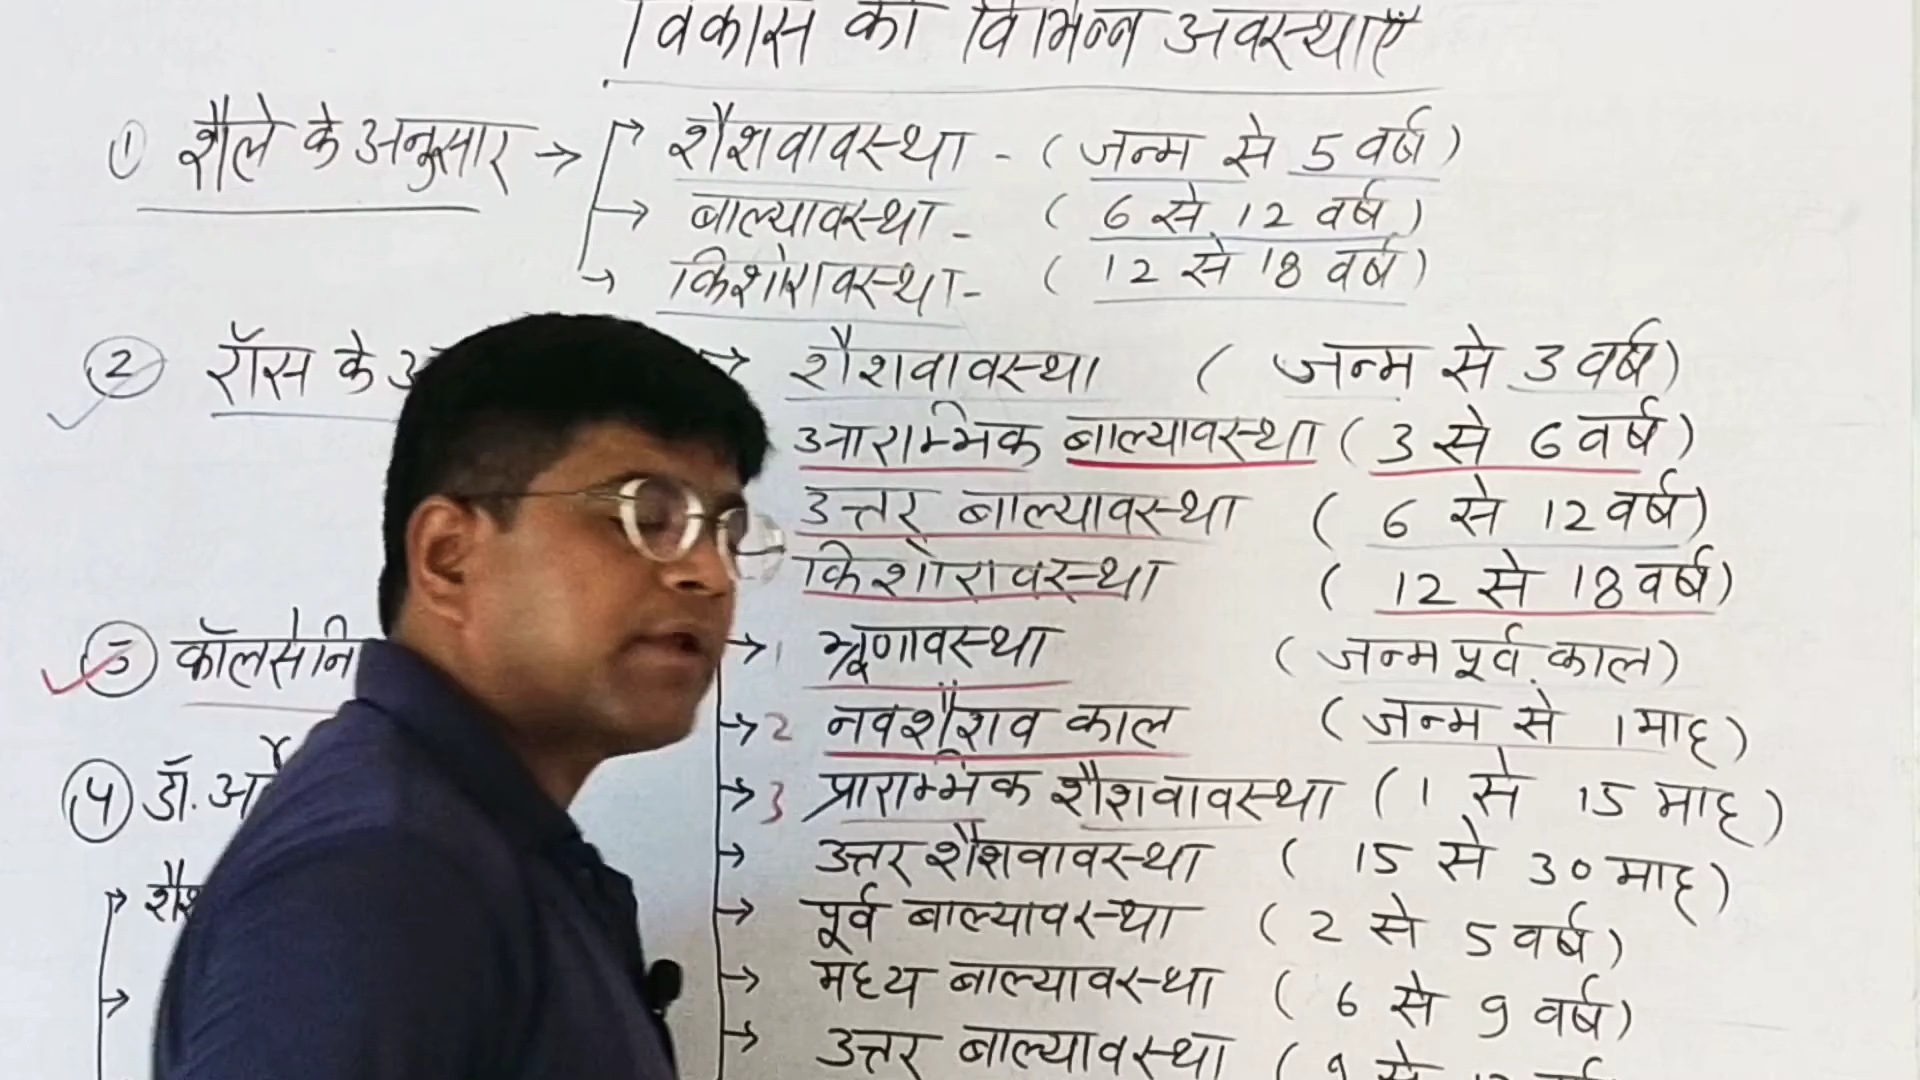 विकास की विभिन्न अवस्थाएँ
① शैले के अनुसार → → शैशवावस्था - (जन्म से 5 वर्ष)
→ बाल्यावस्था - (6 से 12 वर्ष)
→ किशोरावस्था - (12 से 18 वर्ष)
② रॉस के → शैशवावस्था (जन्म से 3 वर्ष)
आराम्भिक बाल्यावस्था (3 से 6 वर्ष)
उत्तर बाल्यावस्था (6 से 12 वर्ष)
किशोरावस्था (12 से 18 वर्ष)
③ → 1 भ्रूणावस्था (जन्म पूर्व काल)
→ 2 नवशैशव काल (जन्म से 1 माह)
→ 3 प्राराम्भिक शैशवावस्था (1 से 15 माह)
④ डॉ.
→ उत्तर शैशवावस्था (15 से 30 माह)
→ पूर्व बाल्यावस्था (2 से 5 वर्ष)
→ मध्य बाल्यावस्था (6 से 9 वर्ष)
→ उत्तर बाल्यावस्था